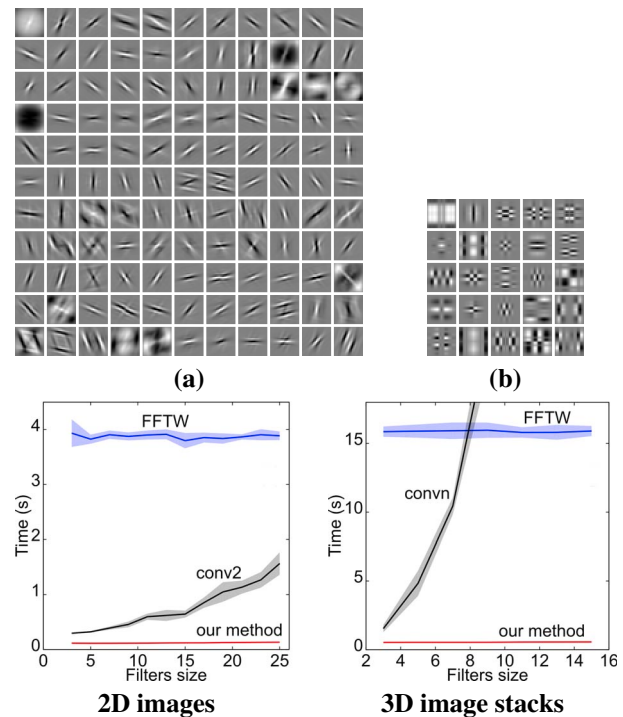 (a)
(b)
FFTW
conv2
our method
Time (s)
0
1
2
3
4
0 5 10 15 20 25
Filters size
2D images
FFTW
convn
our method
Time (s)
0
5
10
15
2 4 6 8 10 12 14 16
Filters size
3D image stacks